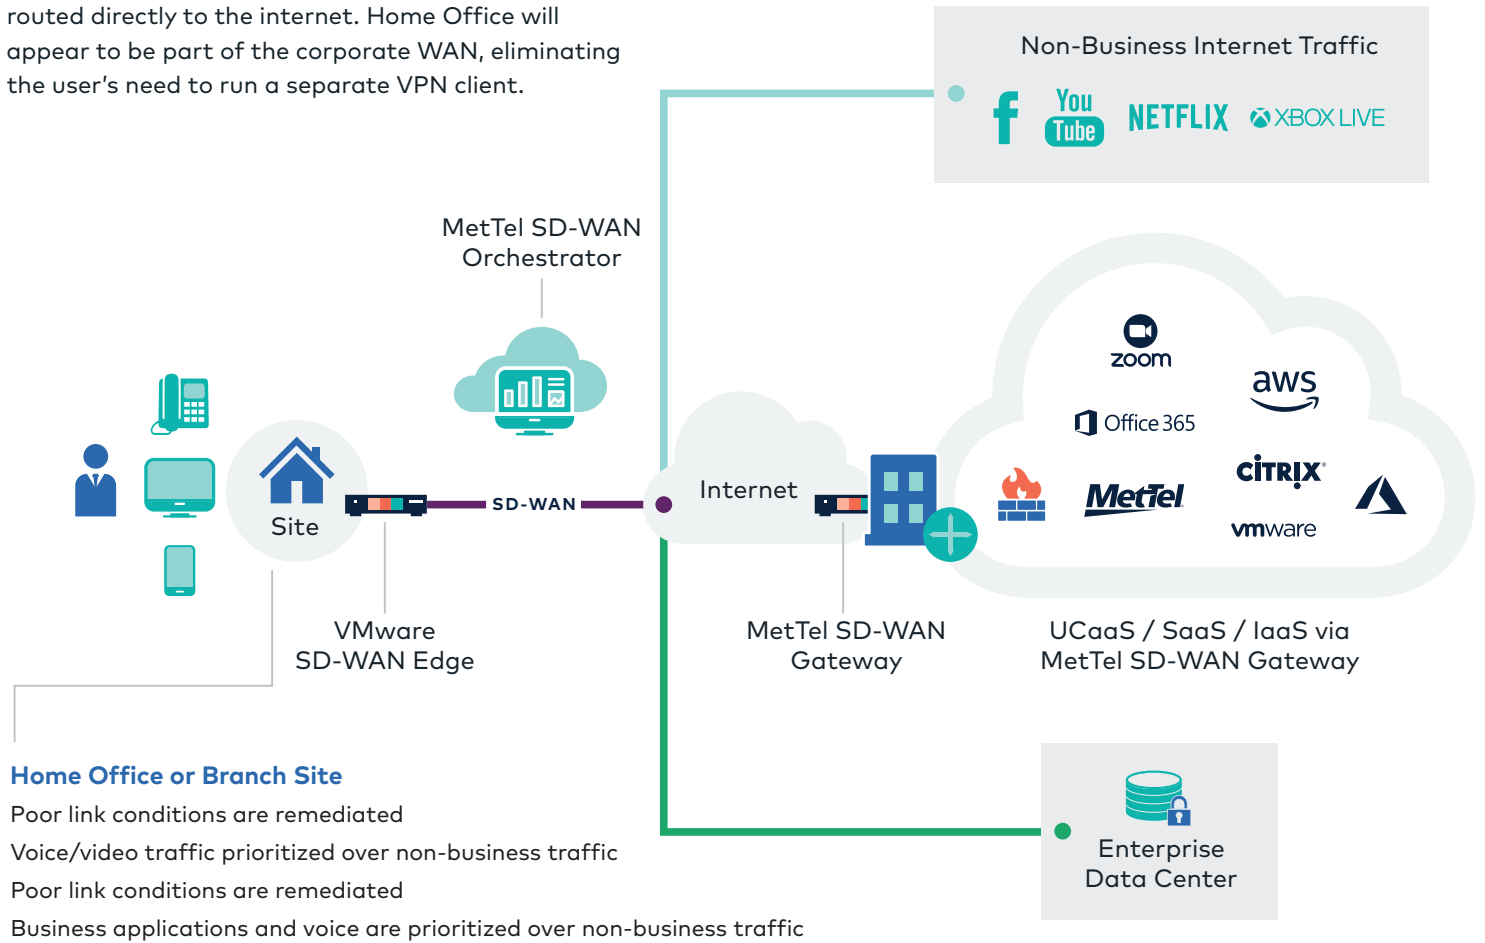 routed directly to the internet. Home Office will
appear to be part of the corporate WAN, eliminating
the user's need to run a separate VPN client.
Non-Business Internet Traffic
f
You
Tube
NETFLIX
XBOX LIVE
MetTel SD-WAN
Orchestrator
zoom
aws
Office 365
CİTRIX®
MetTel
vmware
Site
SD-WAN
Internet
VMware
SD-WAN Edge
MetTel SD-WAN
Gateway
UCaaS / SaaS / IaaS via
MetTel SD-WAN Gateway
Home Office or Branch Site
Poor link conditions are remediated
Voice/video traffic prioritized over non-business traffic
Poor link conditions are remediated
Business applications and voice are prioritized over non-business traffic
Enterprise
Data Center